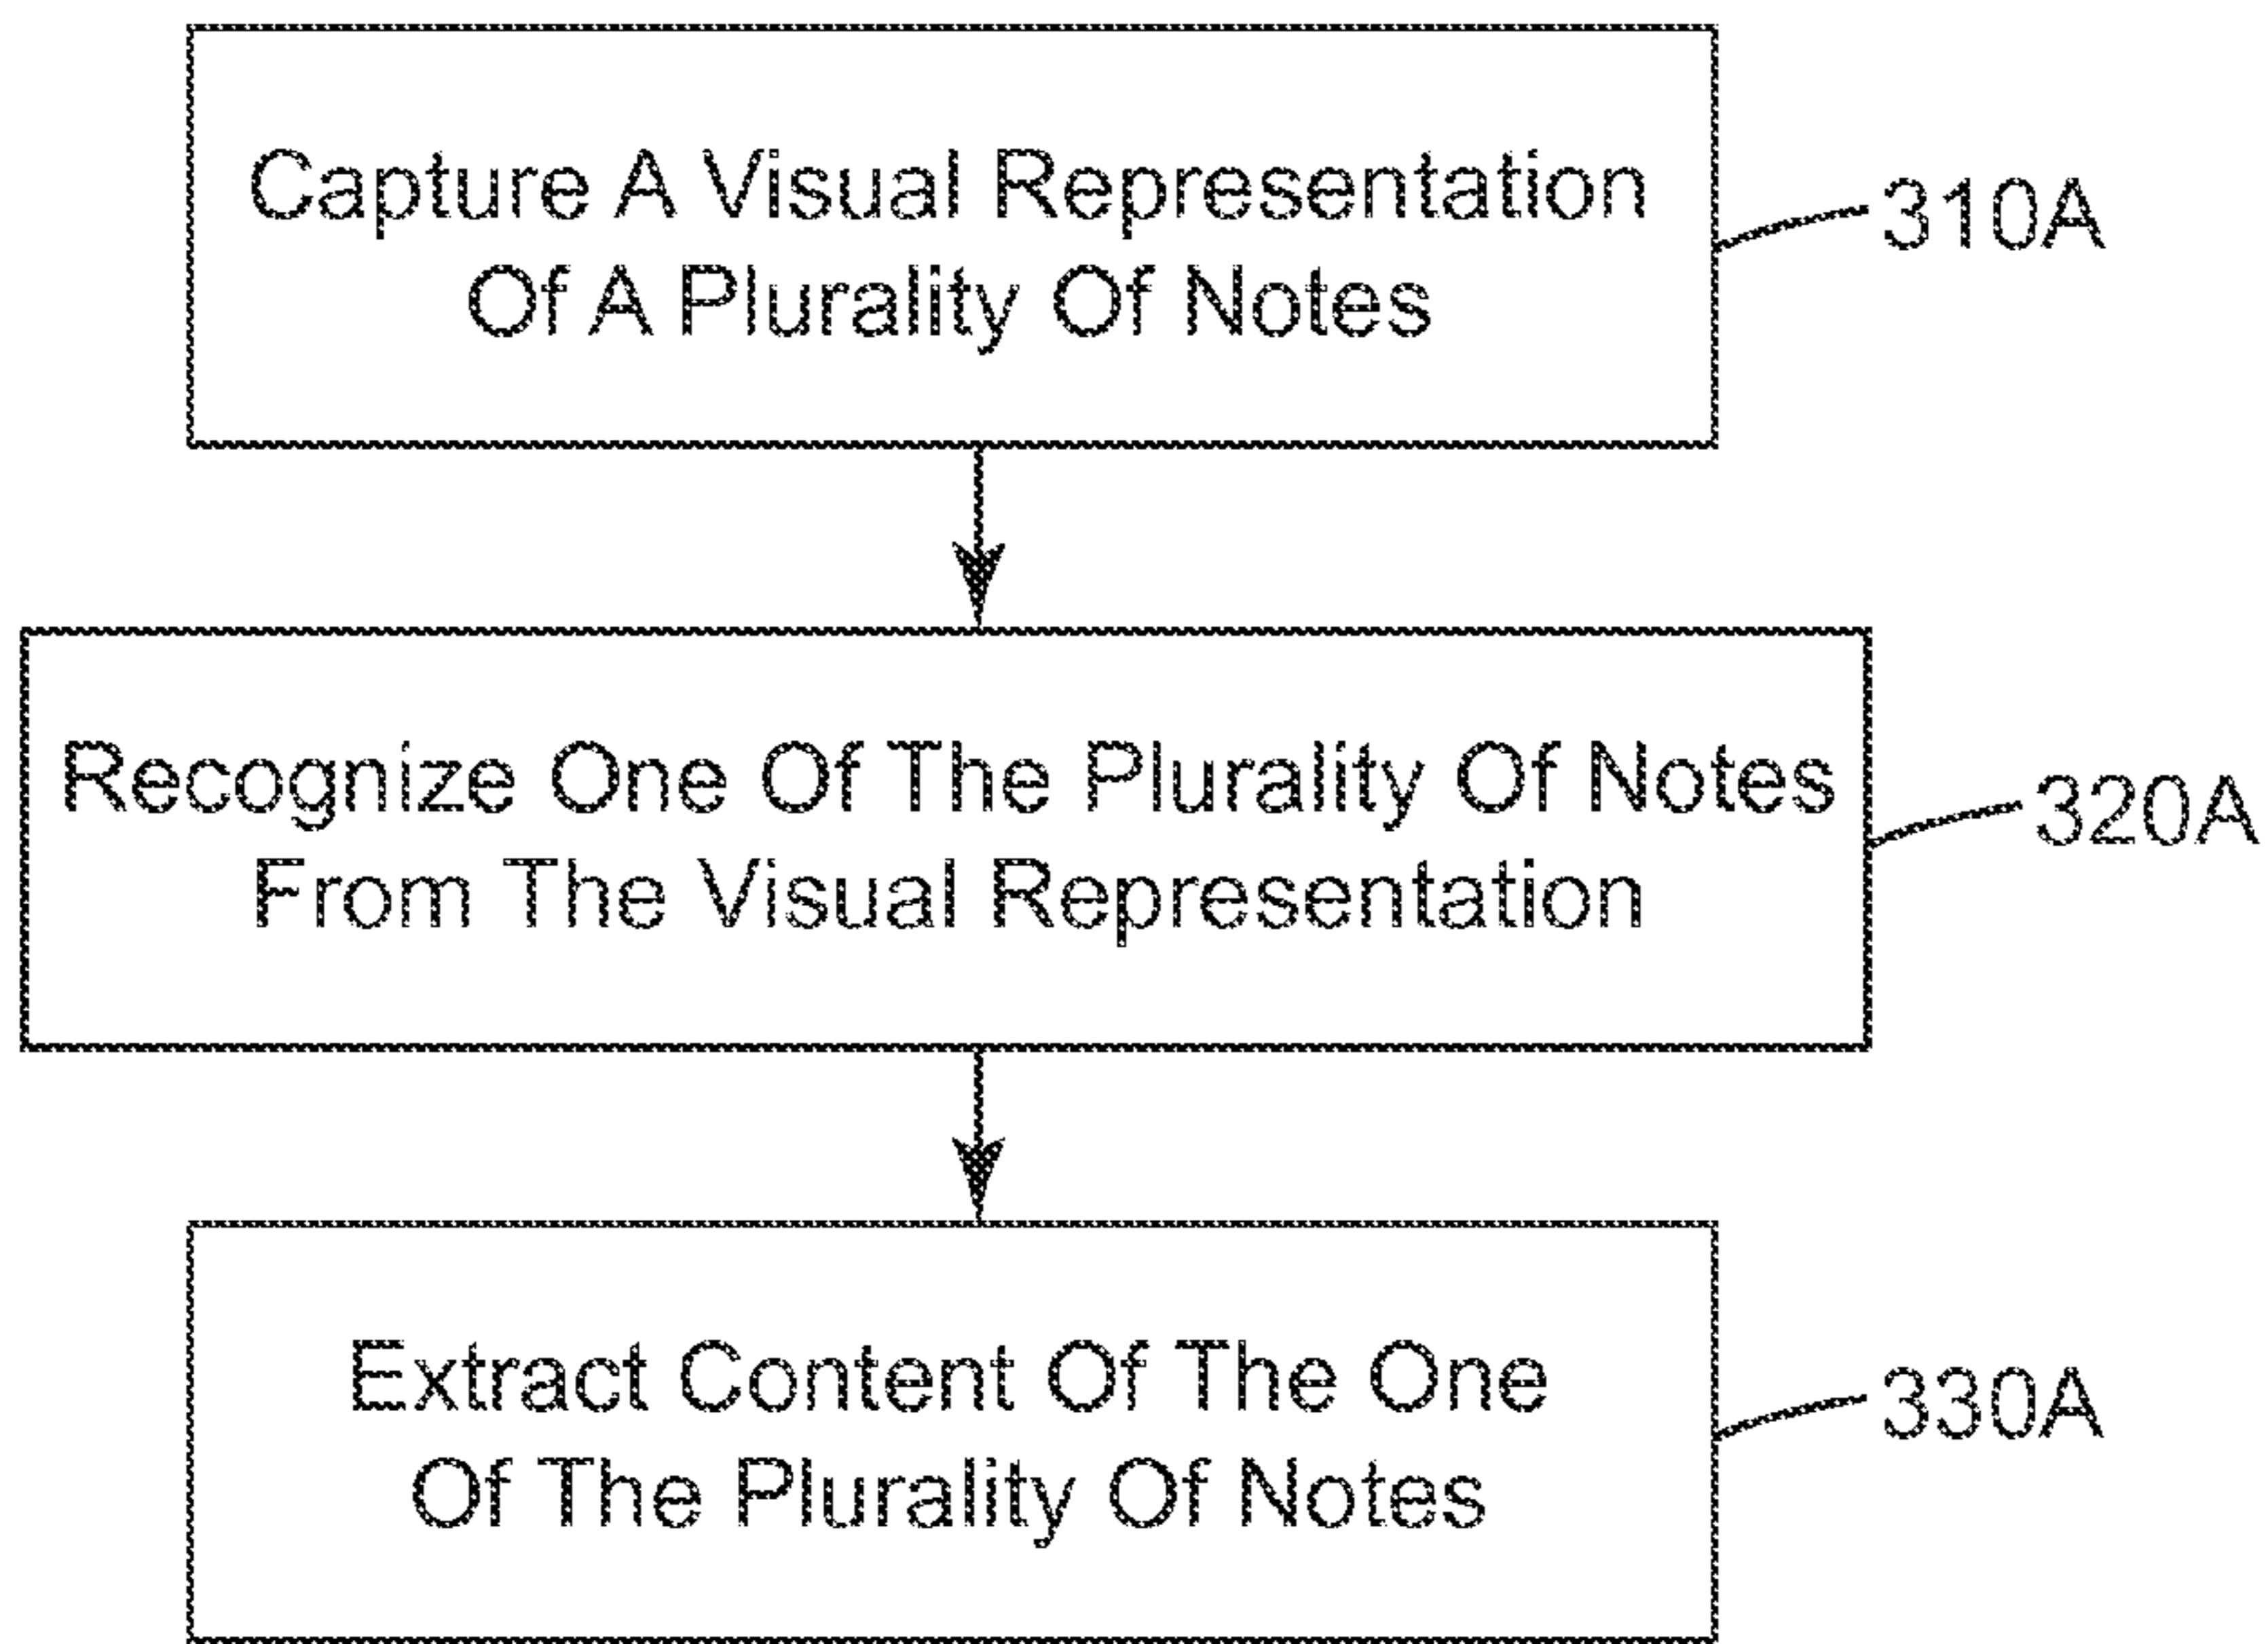 Capture A Visual Representation
Of A Plurality Of Notes
310A
Recognize One Of The Plurality Of Notes
From The Visual Representation
320A
Extract Content Of The One
Of The Plurality Of Notes
330A